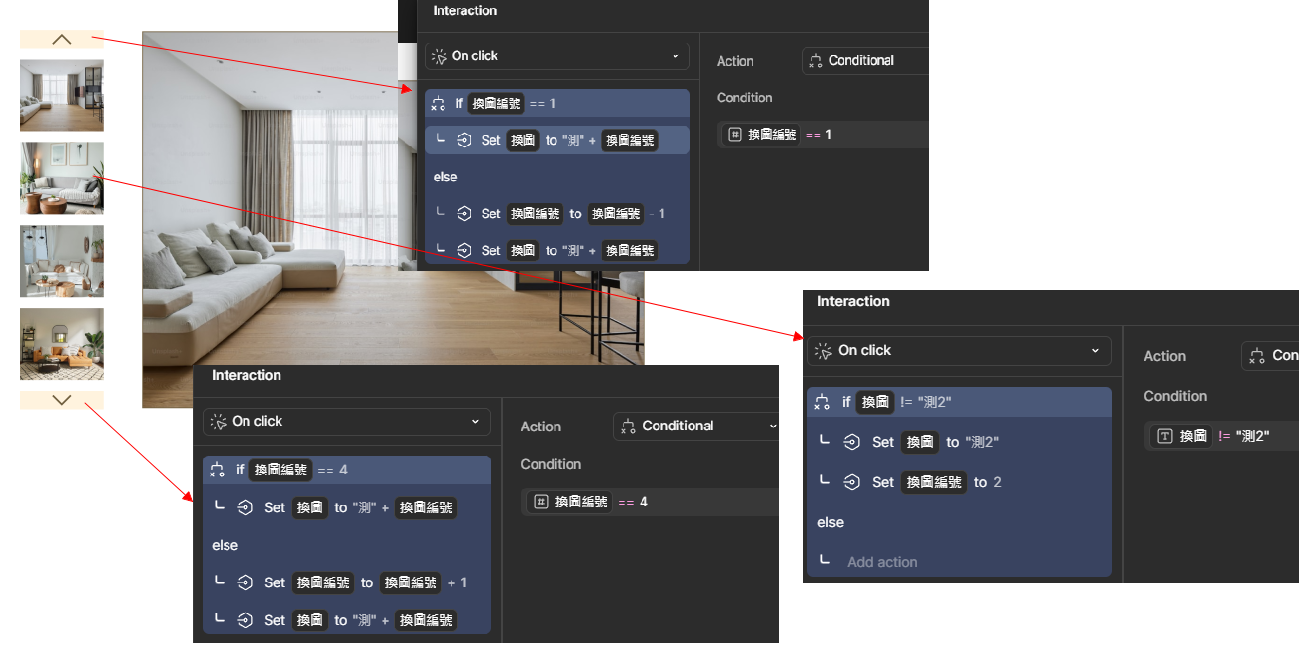 Interaction
On click
Action
Conditional
Condition
if 換圖編號 == 1
換圖編號 == 1
Set 換圖 to "測" + 換圖編號
else
Set 換圖編號 to 換圖編號 - 1
Set 換圖 to "測" + 換圖編號
Interaction
On click
Action
Con
Condition
if 換圖 != "測2"
換圖 != "測2"
Set 換圖 to "測2"
Set 換圖編號 to 2
else
Add action
Interaction
On click
Action
Conditional
Condition
if 換圖編號 == 4
換圖編號 == 4
Set 換圖 to "測" + 換圖編號
else
Set 換圖編號 to 換圖編號 + 1
Set 換圖 to "測" + 換圖編號